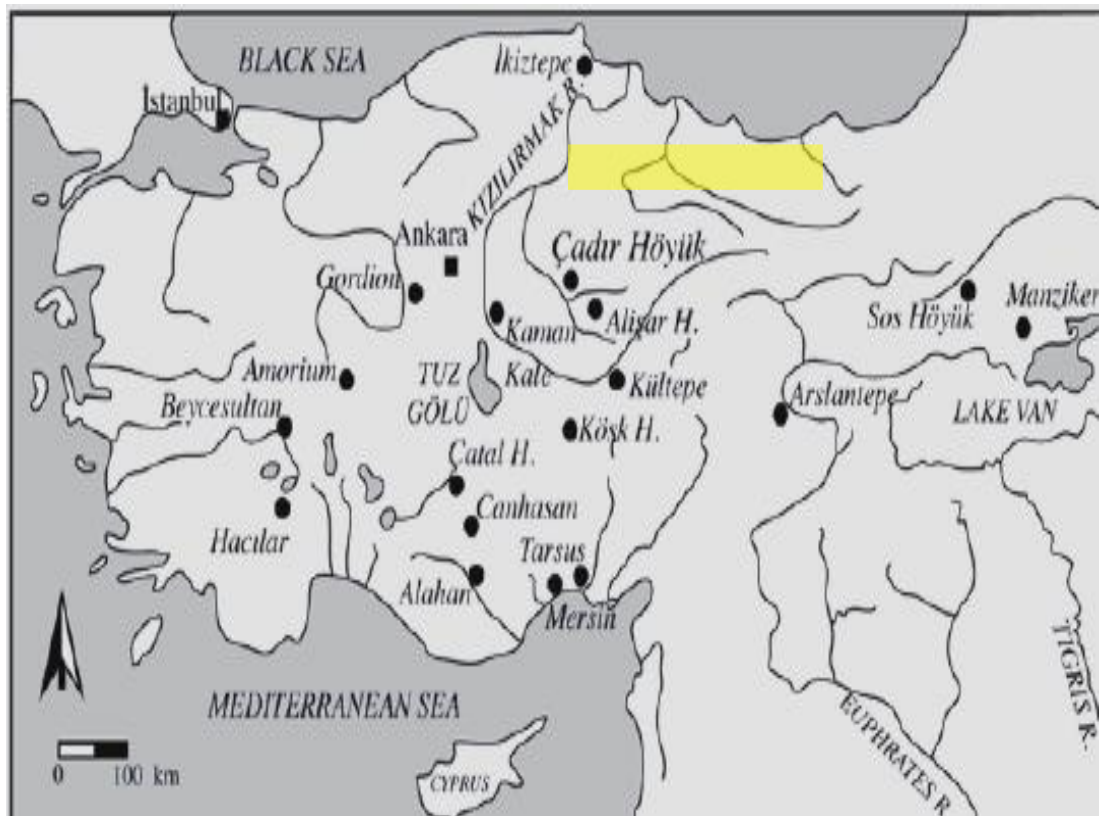 BLACK SEA
İkiztepe
İstanbul
KIZILIRMAK R.
Ankara
Çadır Höyük
Gordion
Sos Höyük
Manziker
Kaman
Kale
Alişar H.
Amorium
TUZ
GÖLÜ
Kültepe
Arslantepe
Beycesultan
LAKE VAN
Köşk H.
Çatal H.
Canhasan
Hacılar
Tarsus
Alahan
Mersin
TIGRIS R.
MEDITERRANEAN SEA
EUPHRATES R.
0 100 km
CYPRUS